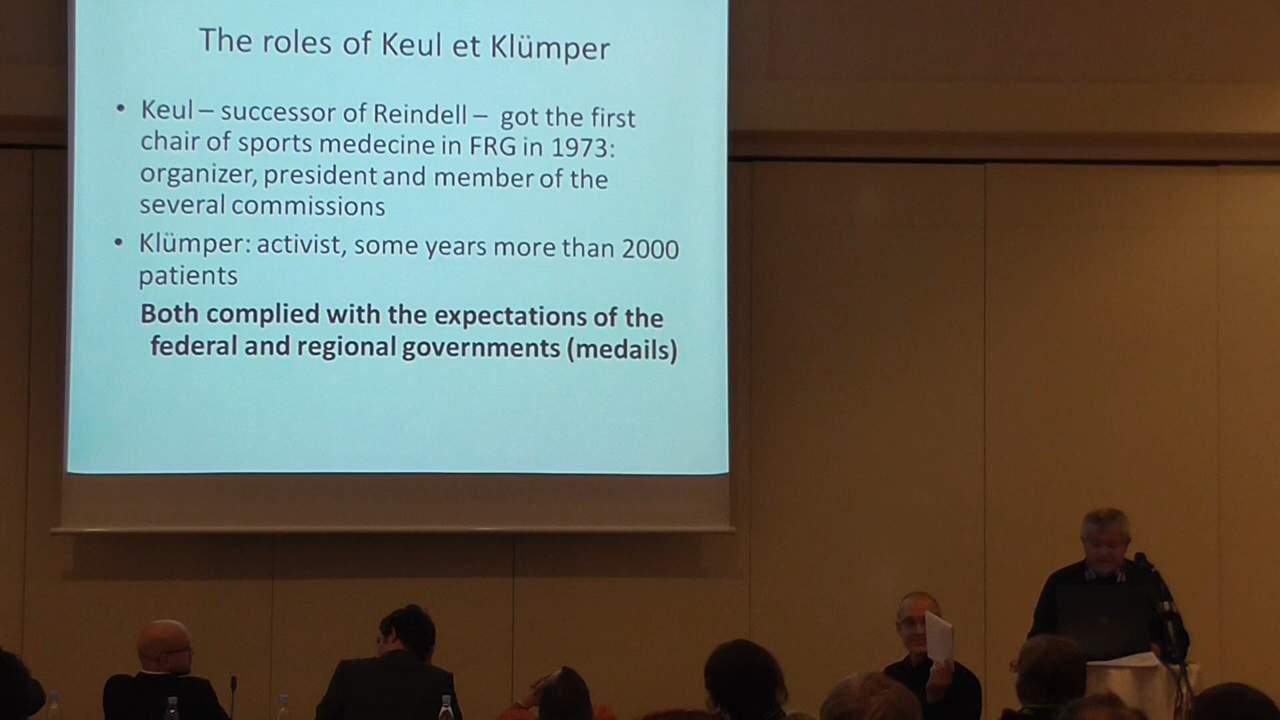 The roles of Keul et Klümper
• Keul – successor of Reindell – got the first
chair of sports medecine in FRG in 1973:
organizer, president and member of the
several commissions
• Klümper: activist, some years more than 2000
patients
Both complied with the expectations of the
federal and regional governments (medails)